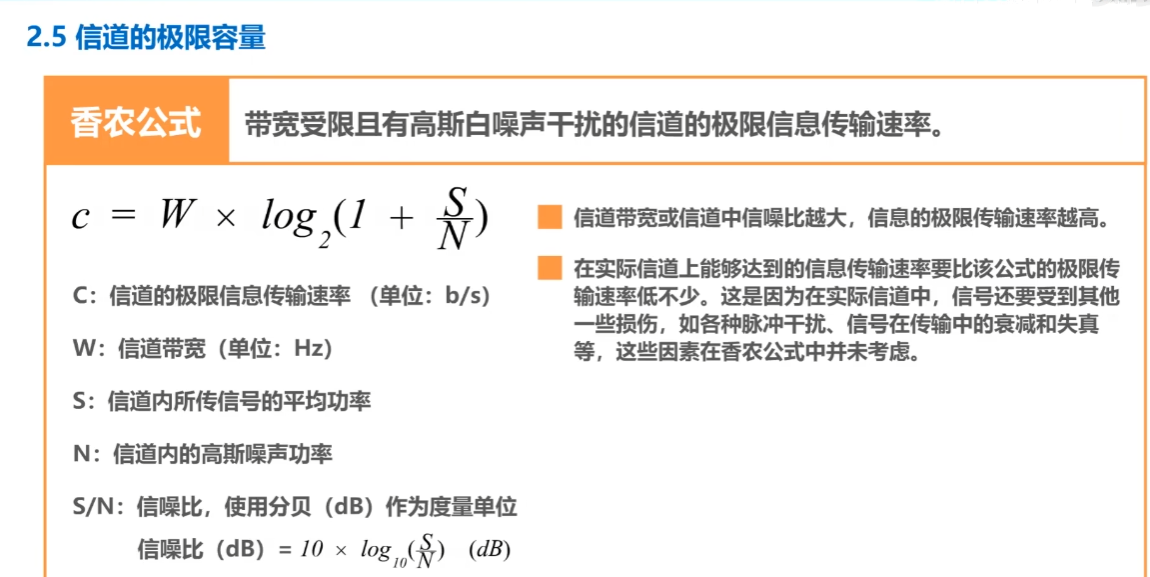 2.5 信道的极限容量
香农公式
带宽受限且有高斯白噪声干扰的信道的极限信息传输速率。
c = W × log₂(1 + S/N)
C：信道的极限信息传输速率 （单位：b/s）
W：信道带宽（单位：Hz）
S：信道内所传信号的平均功率
N：信道内的高斯噪声功率
S/N：信噪比，使用分贝（dB）作为度量单位
信噪比（dB）= 10 × log₁₀(S/N) (dB)
信道带宽或信道中信噪比越大，信息的极限传输速率越高。
在实际信道上能够达到的信息传输速率要比该公式的极限传
输速率低不少。这是因为在实际信道中，信号还要受到其他
一些损伤，如各种脉冲干扰、信号在传输中的衰减和失真
等，这些因素在香农公式中并未考虑。